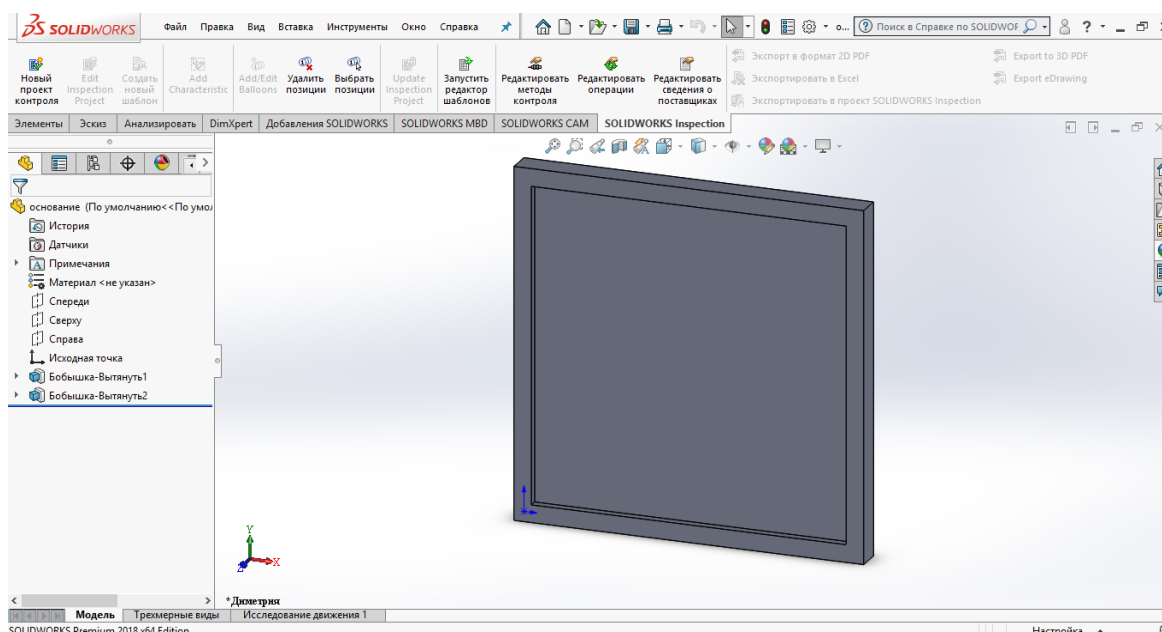 SOLIDWORKS Файл Правка Вид Вставка Инструменты Окно Справка о... Поиск в Справке по SOLIDWOF ?
Новый проект контроля
Edit Inspection Project
Создать новый шаблон
Add Characteristic
Add/Edit Balloons
Удалить позиции
Выбрать позиции
Update Inspection Project
Запустить редактор шаблонов
Редактировать методы контроля
Редактировать операции
Редактировать сведения о поставщиках
Экспорт в формат 2D PDF
Экспортировать в Excel
Экспортировать в проект SOLIDWORKS Inspection
Export to 3D PDF
Export eDrawing
Элементы Эскиз Анализировать DimXpert Добавления SOLIDWORKS SOLIDWORKS MBD SOLIDWORKS CAM SOLIDWORKS Inspection
основание (По умолчанию<<По умол
История
Датчики
Примечания
Материал <не указан>
Спереди
Сверху
Справа
Исходная точка
Бобышка-Вытянуть1
Бобышка-Вытянуть2
Y
X
Z
*Диметрия
Модель Трехмерные виды Исследование движения 1
SOLIDWORKS Premium 2018 x64 Edition Настройка